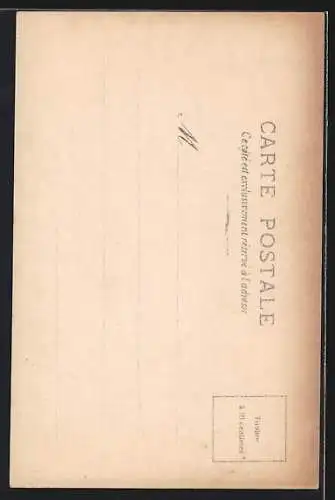 CARTE POSTALE
Ce côté est exclusivement réservé à l'adresse
M
Timbre
à 10 centimes